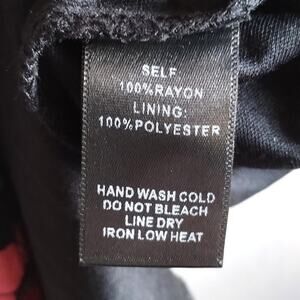 SELF
100%RAYON
LINING:
100%POLYESTER
HAND WASH COLD
DO NOT BLEACH
LINE DRY
IRON LOW HEAT